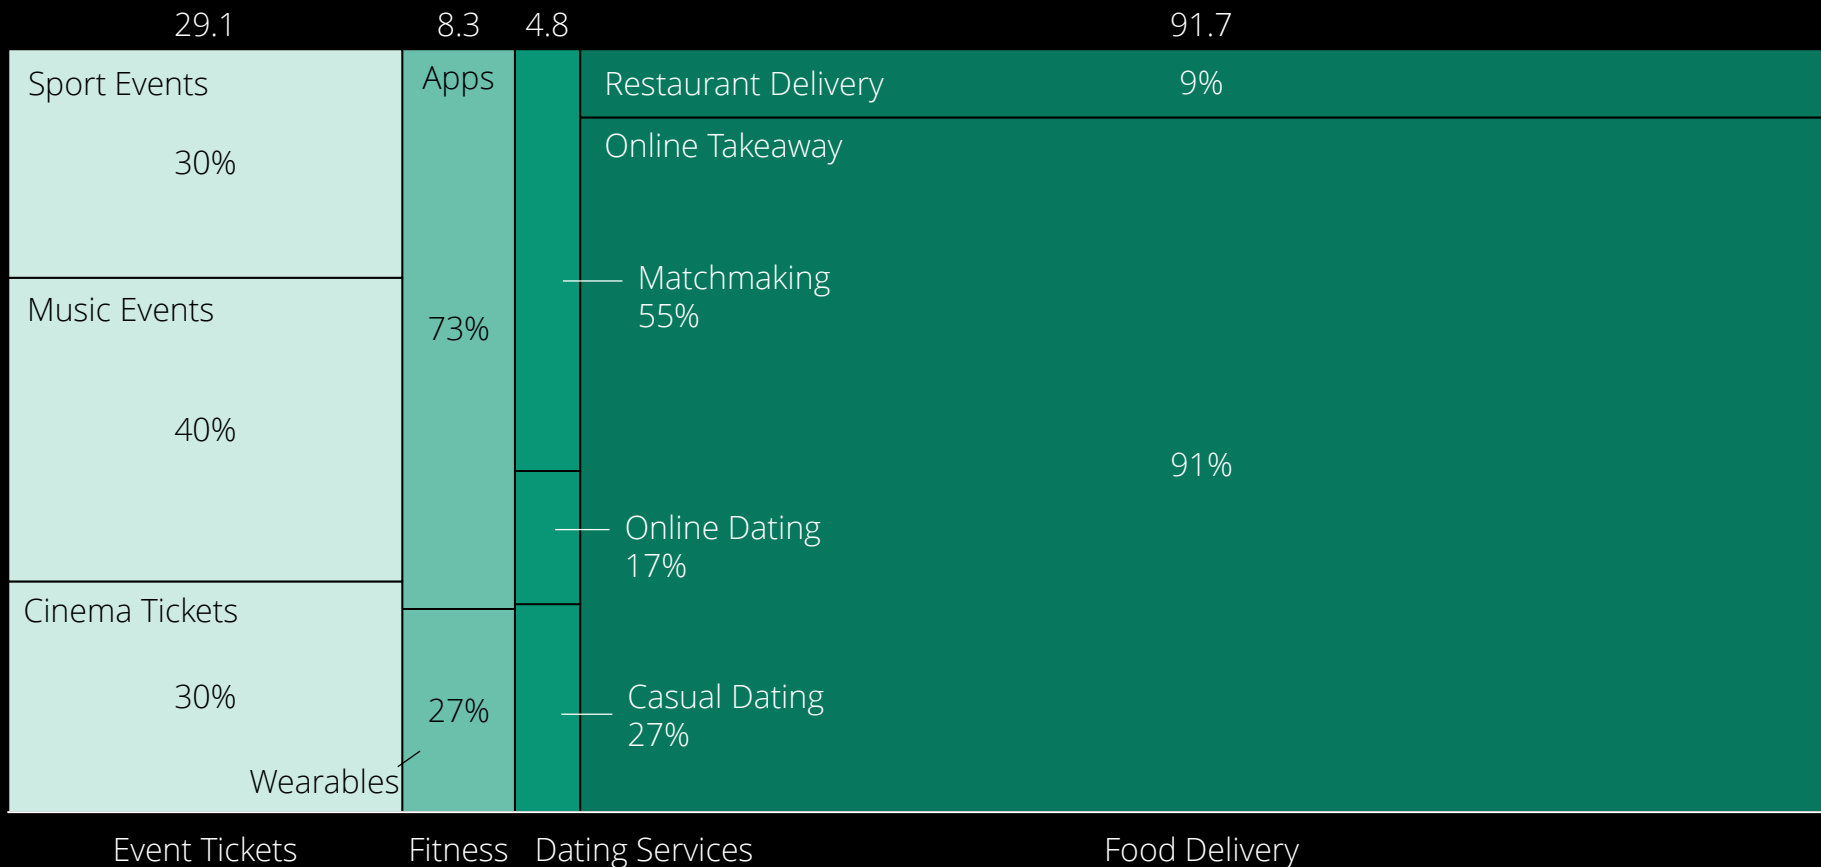 29.1
8.3
4.8
91.7
Sport Events
30%
Music Events
40%
Cinema Tickets
30%
Apps
73%
27%
Wearables
Matchmaking
55%
Online Dating
17%
Casual Dating
27%
Restaurant Delivery
9%
Online Takeaway
91%
Event Tickets
Fitness
Dating Services
Food Delivery